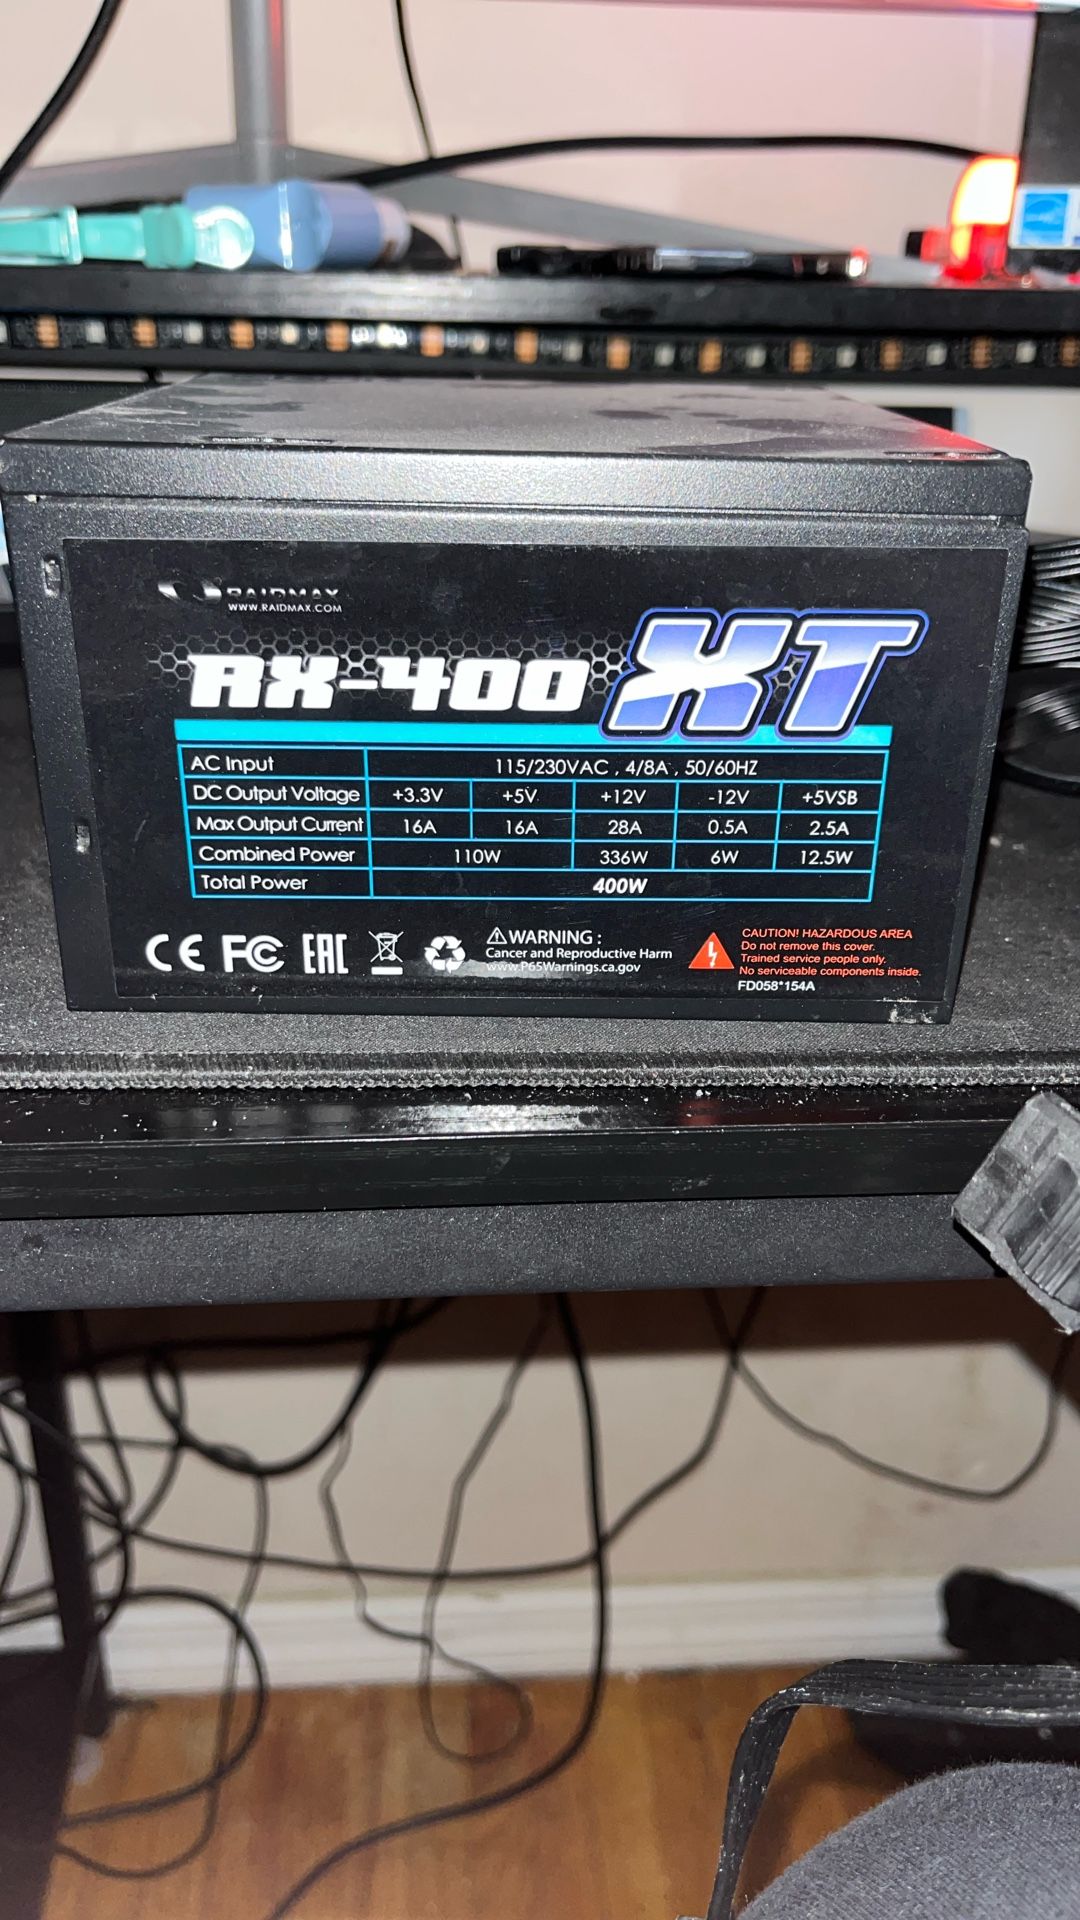 RAIDMAX
WWW.RAIDMAX.COM
RX-400 XT
AC Input 115/230VAC , 4/8A , 50/60HZ
DC Output Voltage +3.3V +5V +12V -12V +5VSB
Max Output Current 16A 16A 28A 0.5A 2.5A
Combined Power 110W 336W 6W 12.5W
Total Power 400W
CE FC EAC
WARNING :
Cancer and Reproductive Harm
www.P65Warnings.ca.gov
CAUTION! HAZARDOUS AREA
Do not remove this cover.
Trained service people only.
No serviceable components inside.
FD058*154A